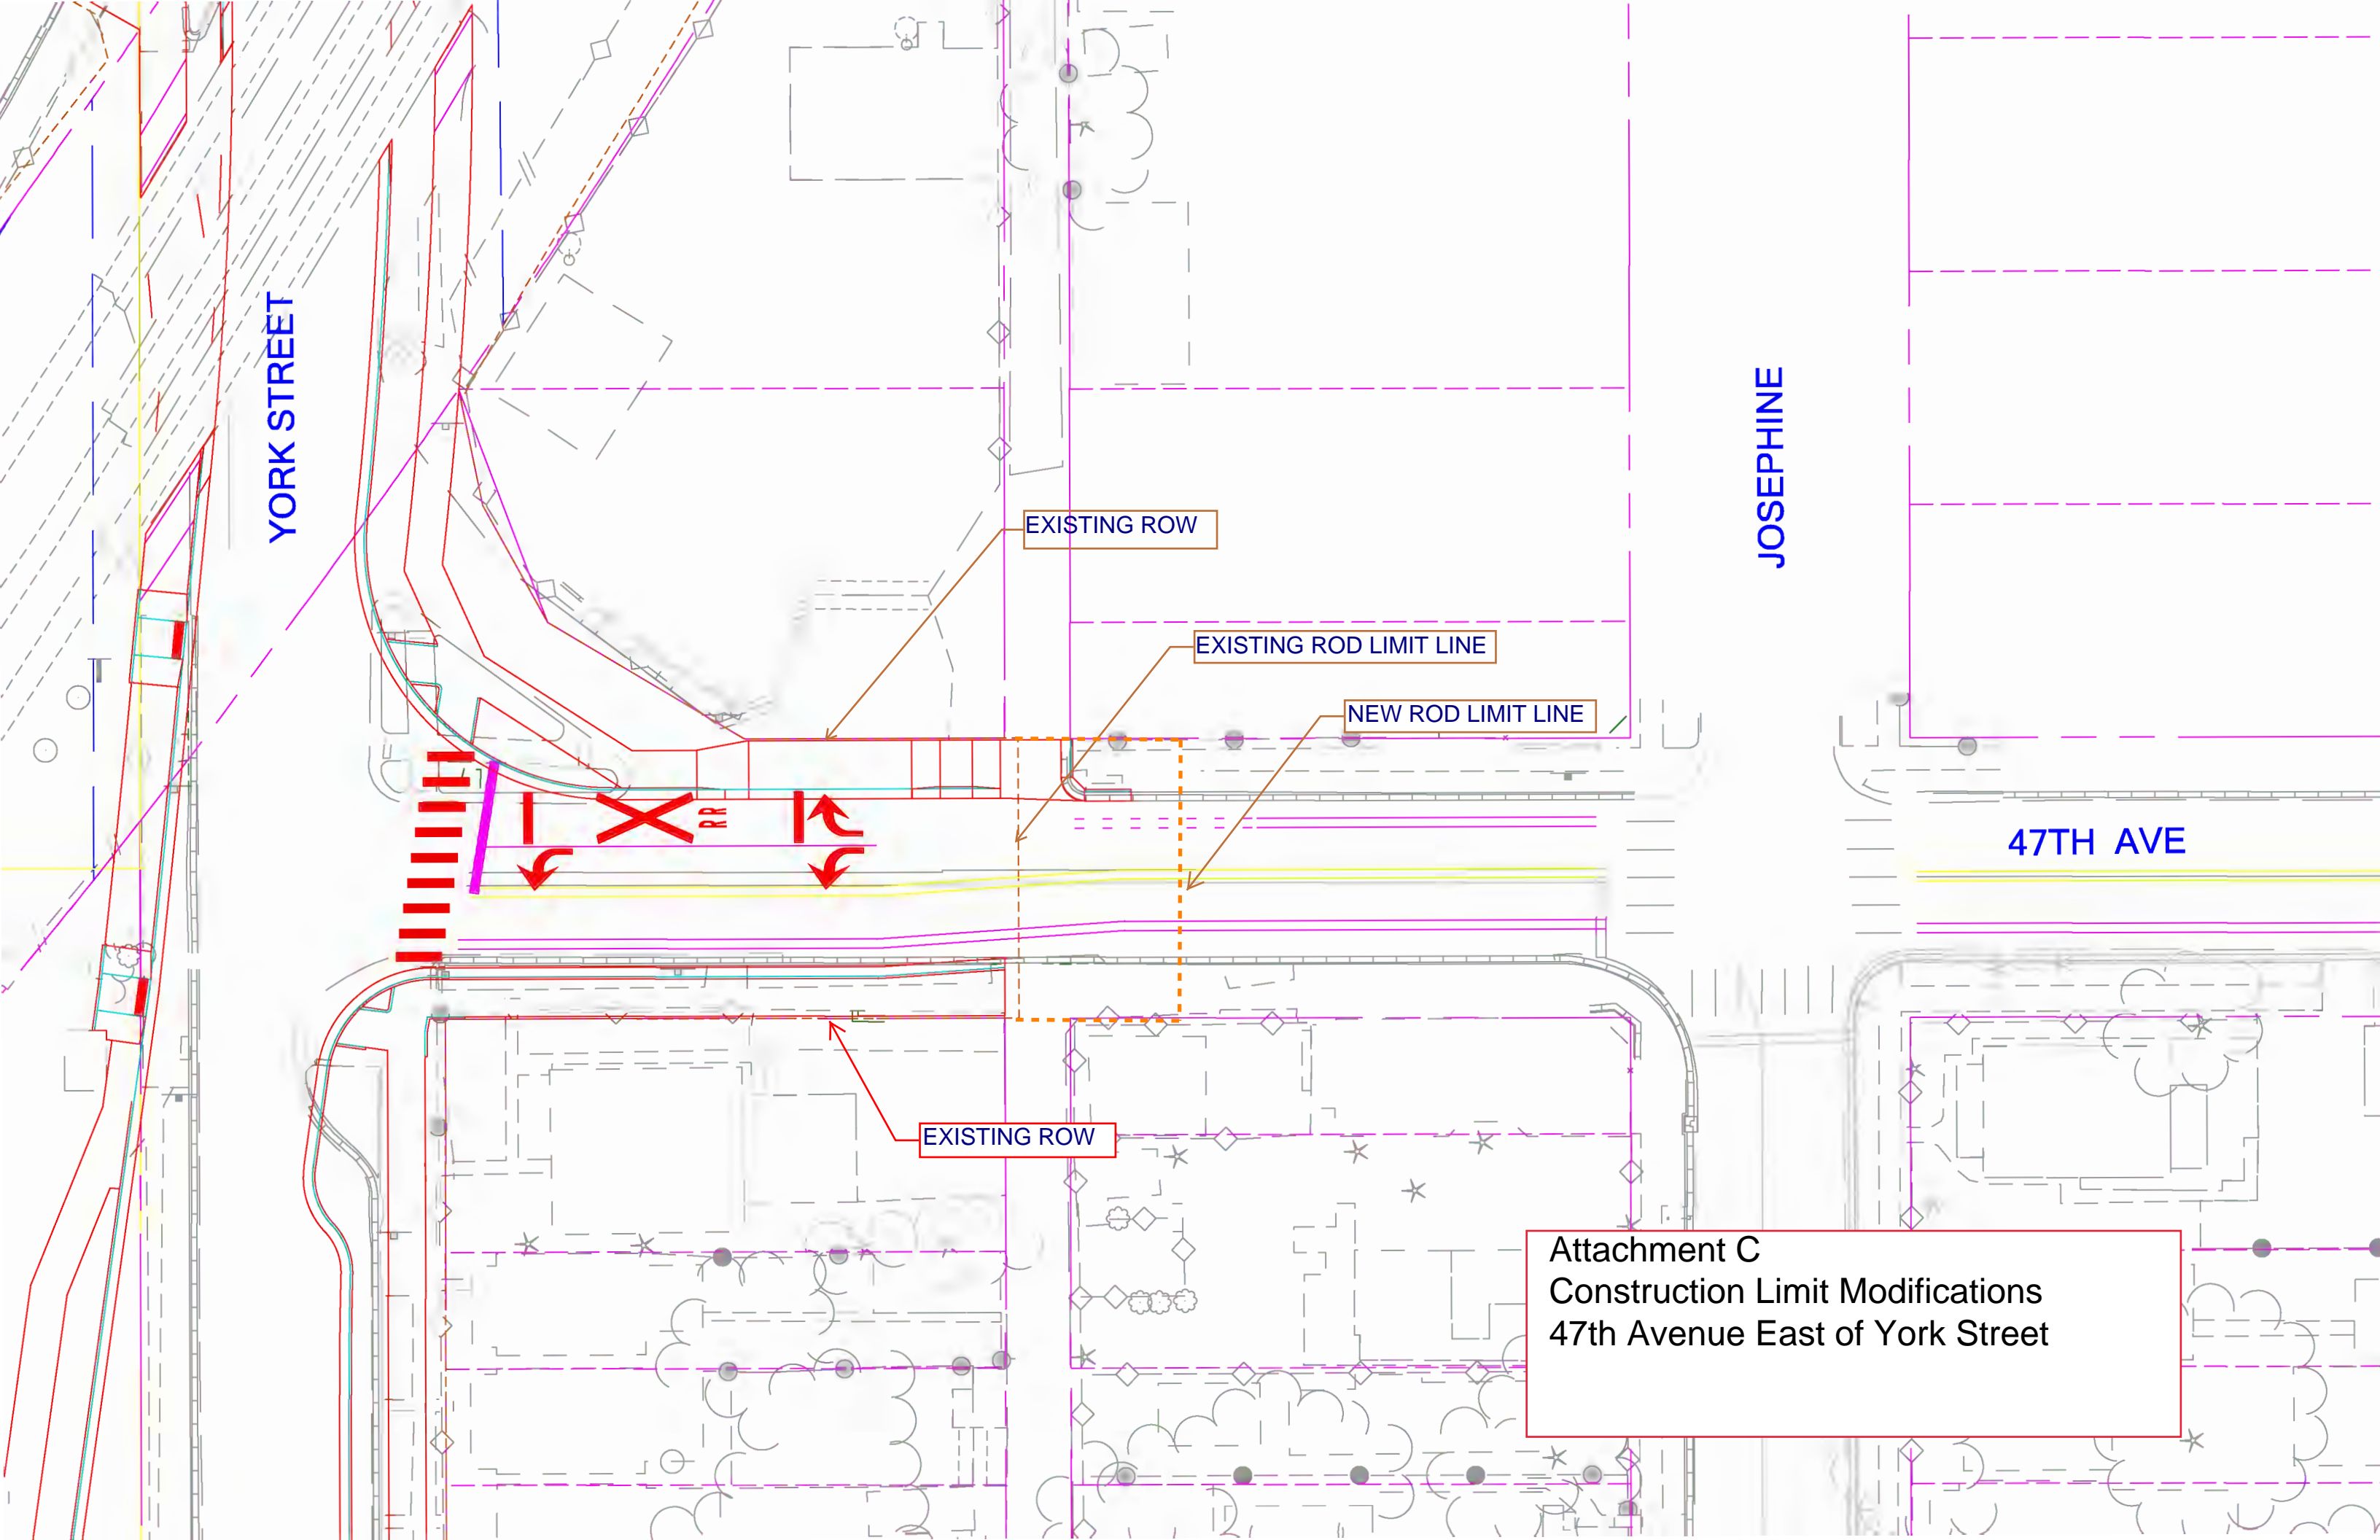 YORK STREET
JOSEPHINE
EXISTING ROW
EXISTING ROD LIMIT LINE
NEW ROD LIMIT LINE
R R
47TH AVE
EXISTING ROW
Attachment C
Construction Limit Modifications
47th Avenue East of York Street